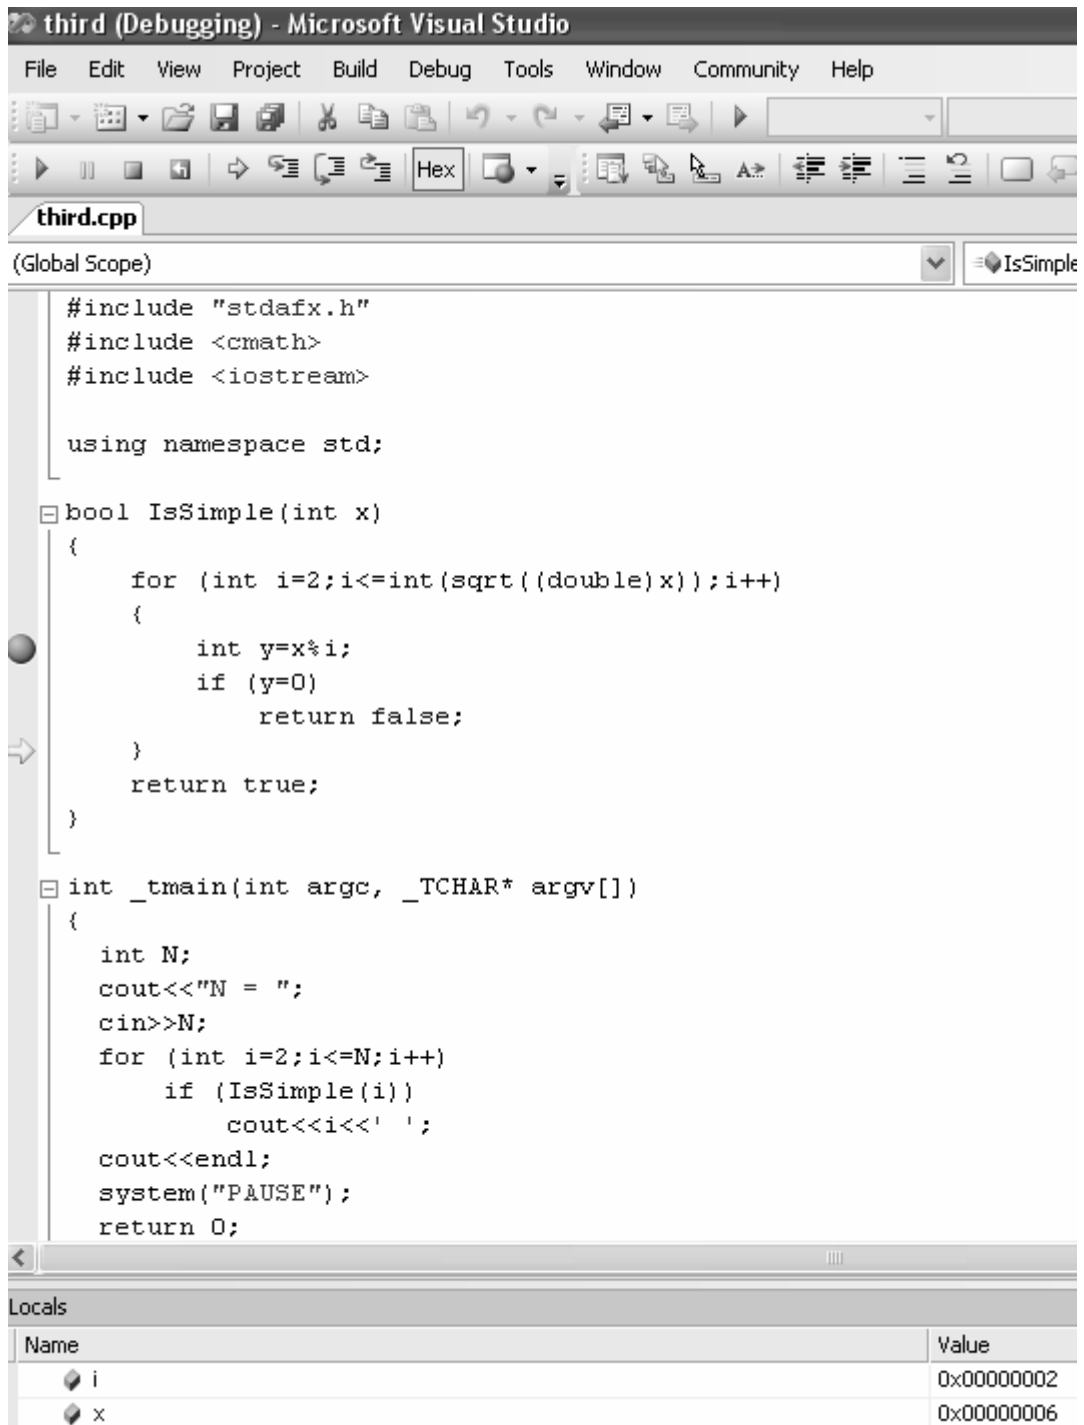 third (Debugging) - Microsoft Visual Studio
File Edit View Project Build Debug Tools Window Community Help
Hex
third.cpp
(Global Scope) IsSimple
#include "stdafx.h"
#include <cmath>
#include <iostream>
using namespace std;
bool IsSimple(int x)
{
for (int i=2;i<=int(sqrt((double)x));i++)
{
int y=x%i;
if (y=0)
return false;
}
return true;
}
int _tmain(int argc, _TCHAR* argv[])
{
int N;
cout<<"N = ";
cin>>N;
for (int i=2;i<=N;i++)
if (IsSimple(i))
cout<<i<<' ';
cout<<endl;
system("PAUSE");
return 0;
Locals
Name Value
i 0x00000002
x 0x00000006